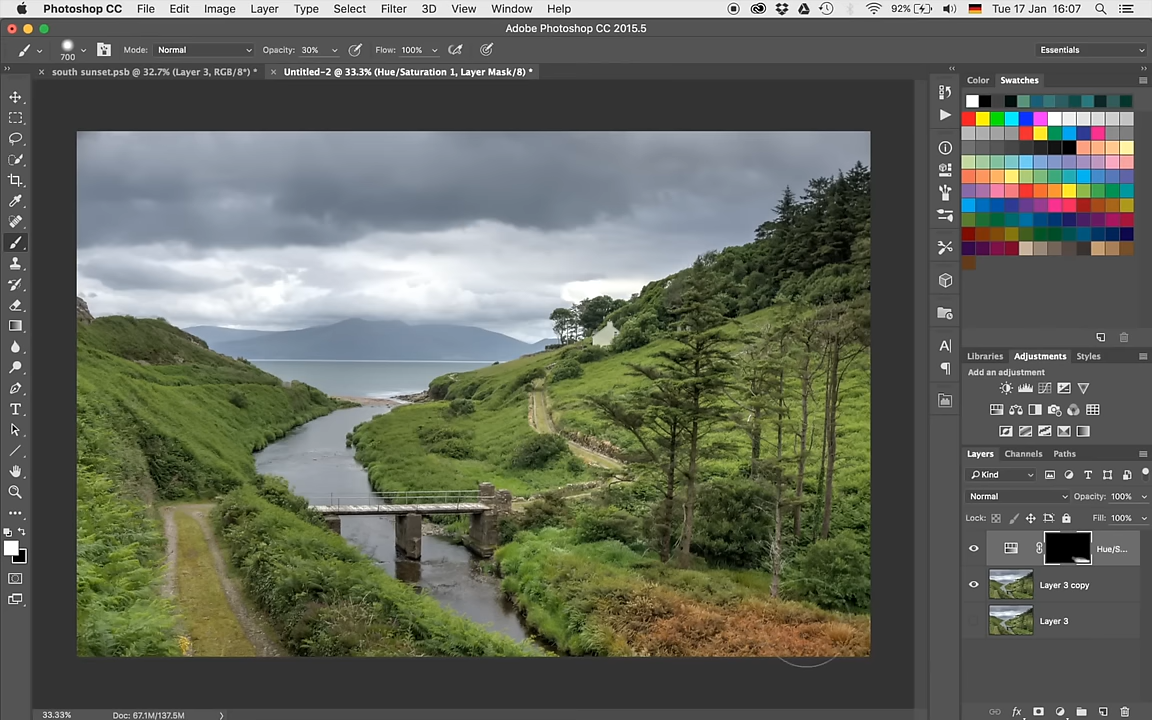 Photoshop CC File Edit Image Layer Type Select Filter 3D View Window Help 92% Tue 17 Jan 16:07
Adobe Photoshop CC 2015.5
700 Mode: Normal Opacity: 30% Flow: 100% Essentials
× south sunset.psb @ 32.7% (Layer 3, RGB/8*) * × Untitled-2 @ 33.3% (Hue/Saturation 1, Layer Mask/8) *
Color Swatches
Libraries Adjustments Styles
Add an adjustment
Layers Channels Paths
Kind
Normal Opacity: 100%
Lock: Fill: 100%
Hue/S...
Layer 3 copy
Layer 3
33.33% Doc: 67.1M/137.5M
fx